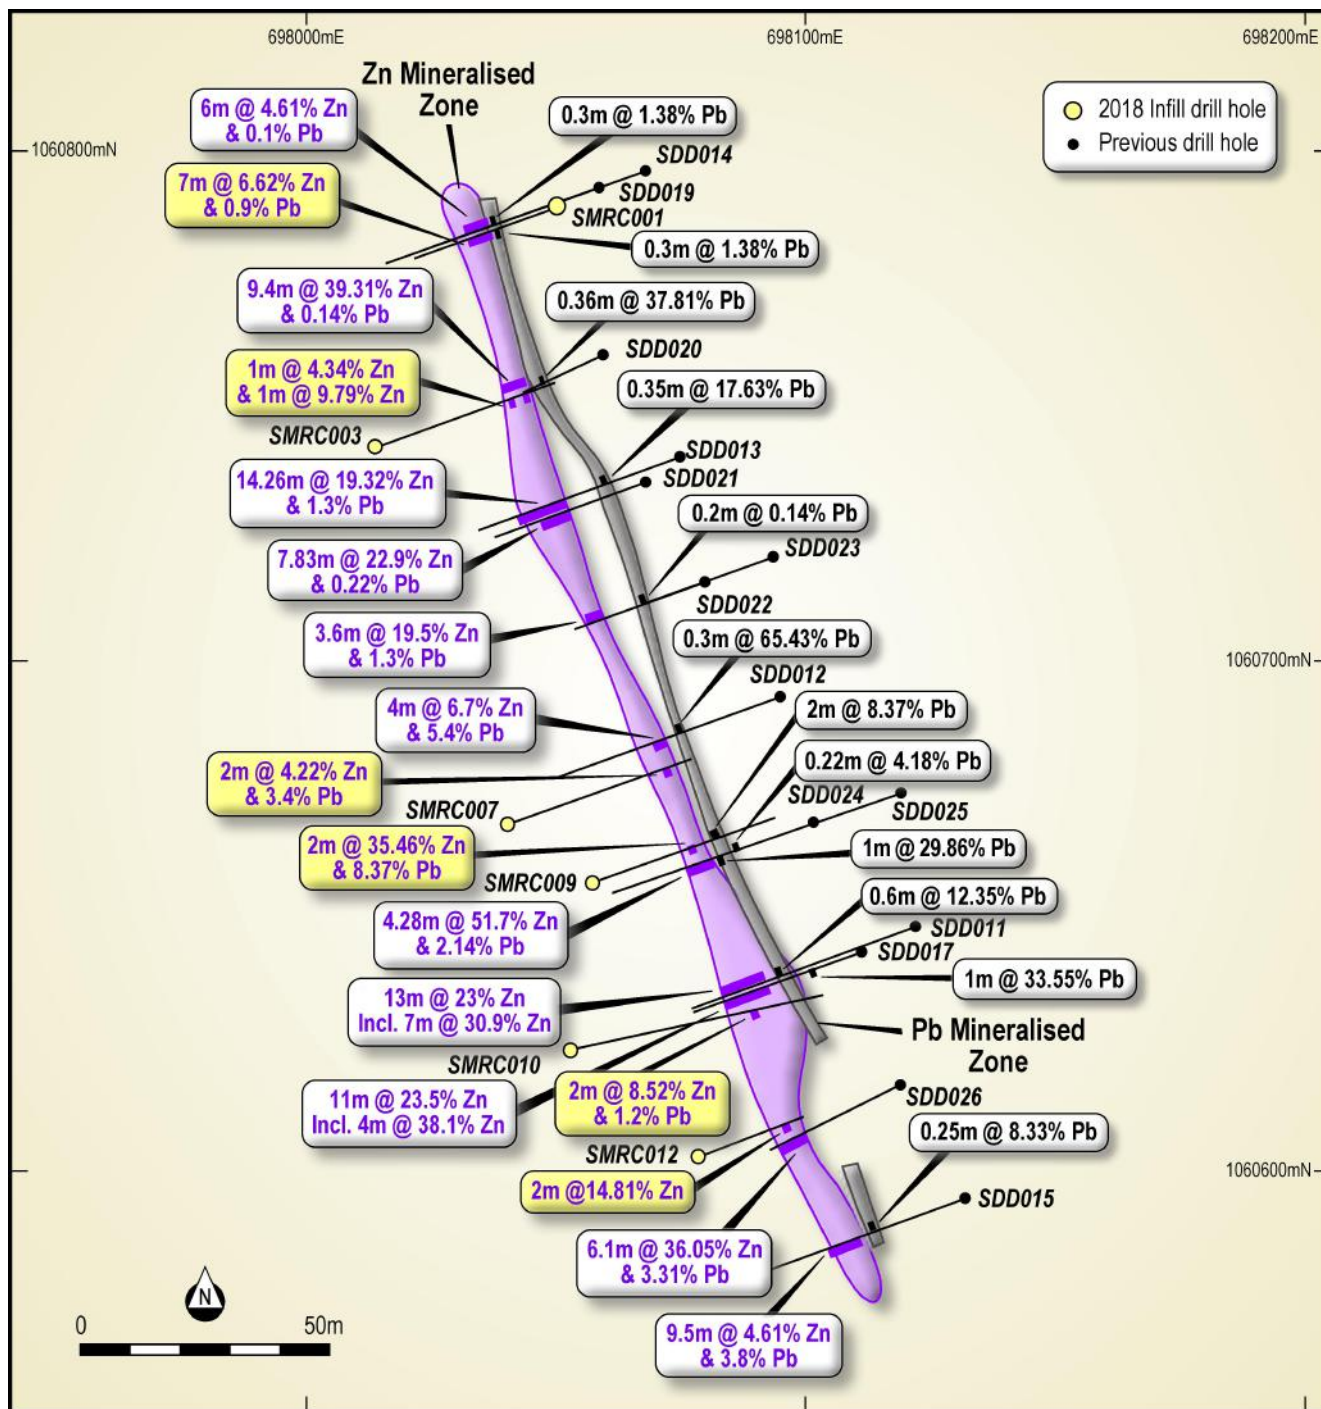 698000mE
698100mE
698200mE
Zn Mineralised
Zone
2018 Infill drill hole
Previous drill hole
6m @ 4.61% Zn
& 0.1% Pb
0.3m @ 1.38% Pb
1060800mN
SDD014
7m @ 6.62% Zn
& 0.9% Pb
SDD019
SMRC001
0.3m @ 1.38% Pb
9.4m @ 39.31% Zn
& 0.14% Pb
0.36m @ 37.81% Pb
SDD020
1m @ 4.34% Zn
& 1m @ 9.79% Zn
0.35m @ 17.63% Pb
SMRC003
SDD013
SDD021
14.26m @ 19.32% Zn
& 1.3% Pb
0.2m @ 0.14% Pb
SDD023
7.83m @ 22.9% Zn
& 0.22% Pb
SDD022
3.6m @ 19.5% Zn
& 1.3% Pb
0.3m @ 65.43% Pb
1060700mN
SDD012
4m @ 6.7% Zn
& 5.4% Pb
2m @ 8.37% Pb
2m @ 4.22% Zn
& 3.4% Pb
0.22m @ 4.18% Pb
SMRC007
SDD024
SDD025
2m @ 35.46% Zn
& 8.37% Pb
1m @ 29.86% Pb
SMRC009
0.6m @ 12.35% Pb
4.28m @ 51.7% Zn
& 2.14% Pb
SDD011
SDD017
1m @ 33.55% Pb
13m @ 23% Zn
Incl. 7m @ 30.9% Zn
Pb Mineralised
Zone
SMRC010
2m @ 8.52% Zn
& 1.2% Pb
11m @ 23.5% Zn
Incl. 4m @ 38.1% Zn
SDD026
0.25m @ 8.33% Pb
SMRC012
1060600mN
2m @14.81% Zn
SDD015
6.1m @ 36.05% Zn
& 3.31% Pb
N
0
50m
9.5m @ 4.61% Zn
& 3.8% Pb